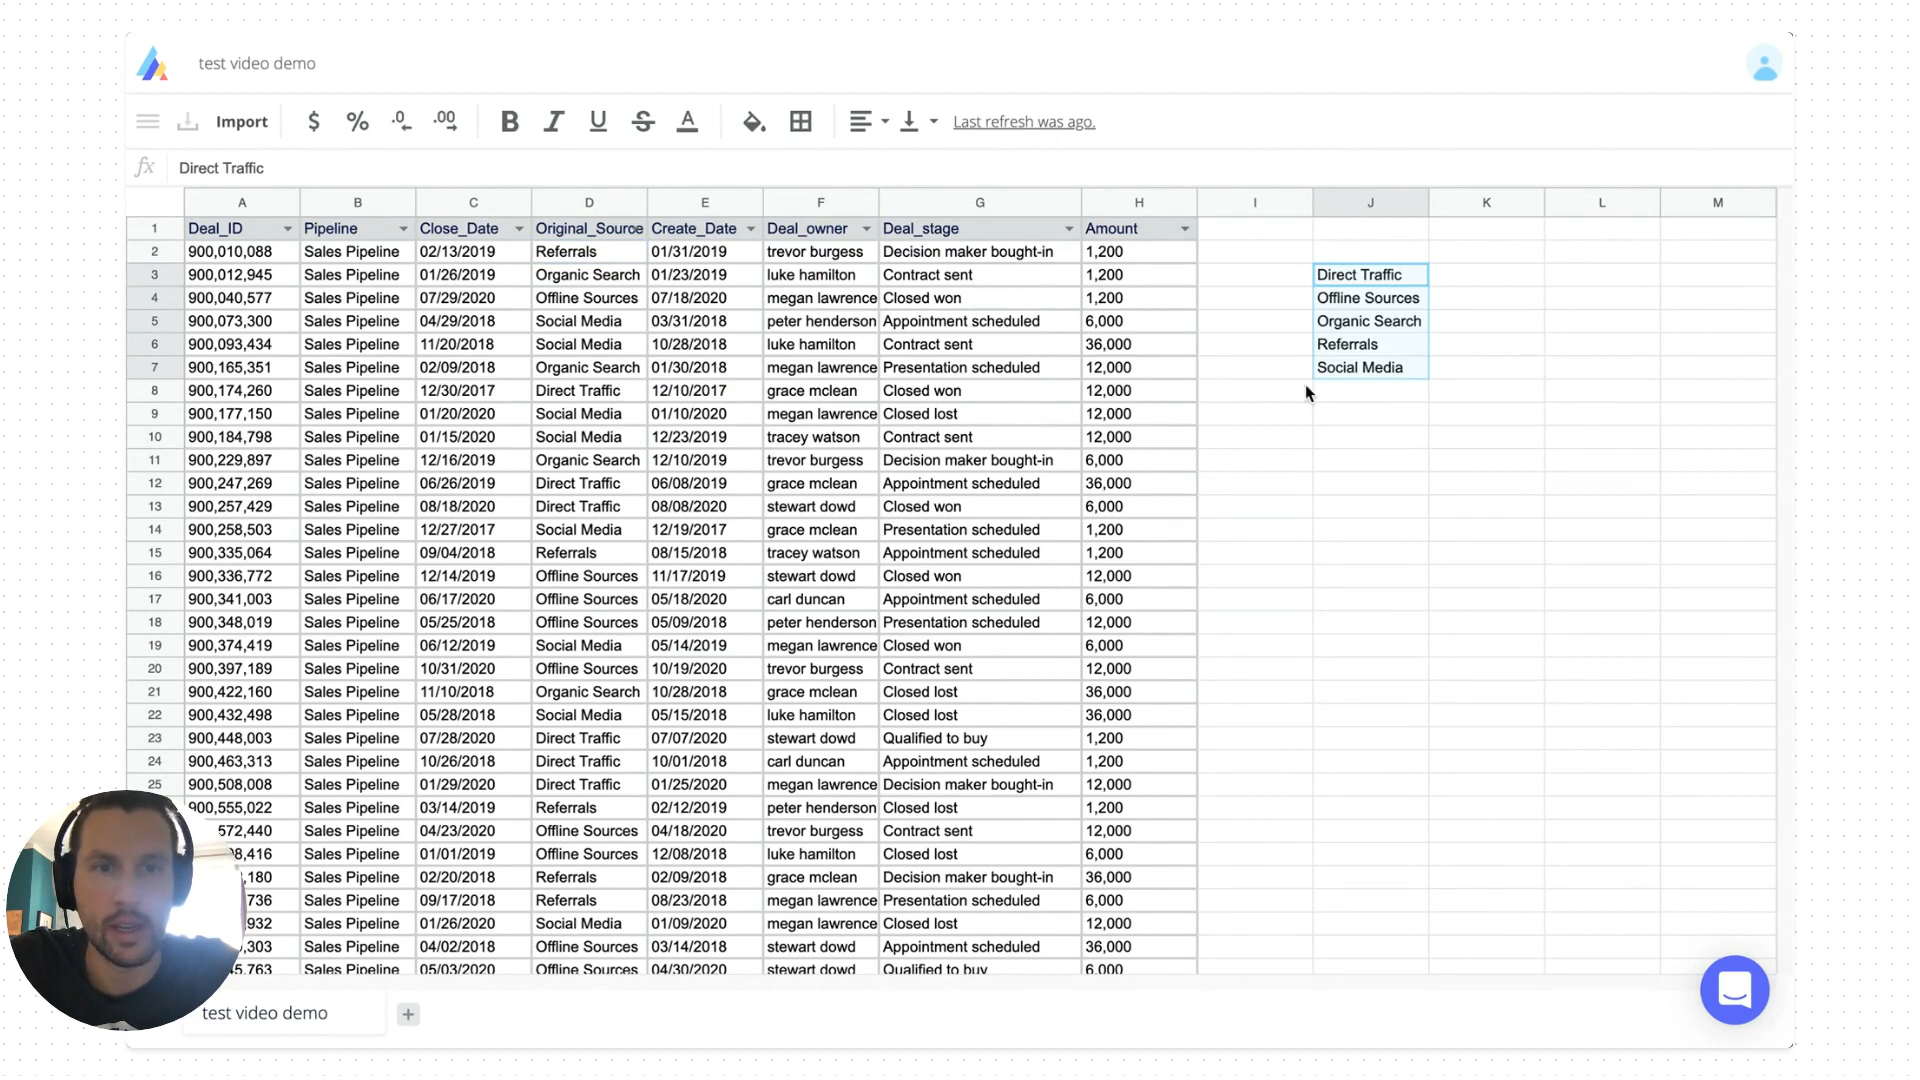 test video demo
Import $ % .0 .00 B I U S A Last refresh was ago.
fx Direct Traffic
A B C D E F G H I J K L M
1 Deal_ID Pipeline Close_Date Original_Source Create_Date Deal_owner Deal_stage Amount
2 900,010,088 Sales Pipeline 02/13/2019 Referrals 01/31/2019 trevor burgess Decision maker bought-in 1,200
3 900,012,945 Sales Pipeline 01/26/2019 Organic Search 01/23/2019 luke hamilton Contract sent 1,200 Direct Traffic
4 900,040,577 Sales Pipeline 07/29/2020 Offline Sources 07/18/2020 megan lawrence Closed won 1,200 Offline Sources
5 900,073,300 Sales Pipeline 04/29/2018 Social Media 03/31/2018 peter henderson Appointment scheduled 6,000 Organic Search
6 900,093,434 Sales Pipeline 11/20/2018 Social Media 10/28/2018 luke hamilton Contract sent 36,000 Referrals
7 900,165,351 Sales Pipeline 02/09/2018 Organic Search 01/30/2018 megan lawrence Presentation scheduled 12,000 Social Media
8 900,174,260 Sales Pipeline 12/30/2017 Direct Traffic 12/10/2017 grace mclean Closed won 12,000
9 900,177,150 Sales Pipeline 01/20/2020 Social Media 01/10/2020 megan lawrence Closed lost 12,000
10 900,184,798 Sales Pipeline 01/15/2020 Social Media 12/23/2019 tracey watson Contract sent 12,000
11 900,229,897 Sales Pipeline 12/16/2019 Organic Search 12/10/2019 trevor burgess Decision maker bought-in 6,000
12 900,247,269 Sales Pipeline 06/26/2019 Direct Traffic 06/08/2019 grace mclean Appointment scheduled 36,000
13 900,257,429 Sales Pipeline 08/18/2020 Direct Traffic 08/08/2020 stewart dowd Closed won 6,000
14 900,258,503 Sales Pipeline 12/27/2017 Social Media 12/19/2017 grace mclean Presentation scheduled 1,200
15 900,335,064 Sales Pipeline 09/04/2018 Referrals 08/15/2018 tracey watson Appointment scheduled 1,200
16 900,336,772 Sales Pipeline 12/14/2019 Offline Sources 11/17/2019 stewart dowd Closed won 12,000
17 900,341,003 Sales Pipeline 06/17/2020 Offline Sources 05/18/2020 carl duncan Appointment scheduled 6,000
18 900,348,019 Sales Pipeline 05/25/2018 Offline Sources 05/09/2018 peter henderson Presentation scheduled 12,000
19 900,374,419 Sales Pipeline 06/12/2019 Social Media 05/14/2019 megan lawrence Closed won 6,000
20 900,397,189 Sales Pipeline 10/31/2020 Offline Sources 10/19/2020 trevor burgess Contract sent 12,000
21 900,422,160 Sales Pipeline 11/10/2018 Organic Search 10/28/2018 grace mclean Closed lost 36,000
22 900,432,498 Sales Pipeline 05/28/2018 Social Media 05/15/2018 luke hamilton Closed lost 36,000
23 900,448,003 Sales Pipeline 07/28/2020 Direct Traffic 07/07/2020 stewart dowd Qualified to buy 1,200
24 900,463,313 Sales Pipeline 10/26/2018 Direct Traffic 10/01/2018 carl duncan Appointment scheduled 1,200
25 900,508,008 Sales Pipeline 01/29/2020 Direct Traffic 01/25/2020 megan lawrence Decision maker bought-in 12,000
900,555,022 Sales Pipeline 03/14/2019 Referrals 02/12/2019 peter henderson Closed lost 1,200
572,440 Sales Pipeline 04/23/2020 Offline Sources 04/18/2020 trevor burgess Contract sent 12,000
8,416 Sales Pipeline 01/01/2019 Offline Sources 12/08/2018 luke hamilton Closed lost 6,000
,180 Sales Pipeline 02/20/2018 Referrals 02/09/2018 grace mclean Decision maker bought-in 36,000
736 Sales Pipeline 09/17/2018 Referrals 08/23/2018 megan lawrence Presentation scheduled 6,000
932 Sales Pipeline 01/26/2020 Social Media 01/09/2020 megan lawrence Closed lost 12,000
,303 Sales Pipeline 04/02/2018 Offline Sources 03/14/2018 stewart dowd Appointment scheduled 36,000
5,763 Sales Pipeline 05/03/2020 Offline Sources 04/30/2020 stewart dowd Qualified to buy 6,000
test video demo